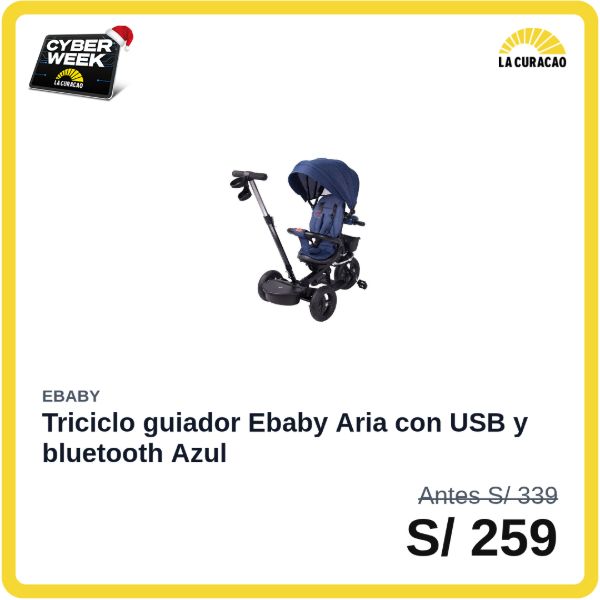 CYBER
WEEK
LA CURACAO
LA CURACAO
EBABY
Triciclo guiador Ebaby Aria con USB y
bluetooth Azul
Antes S/ 339
S/ 259